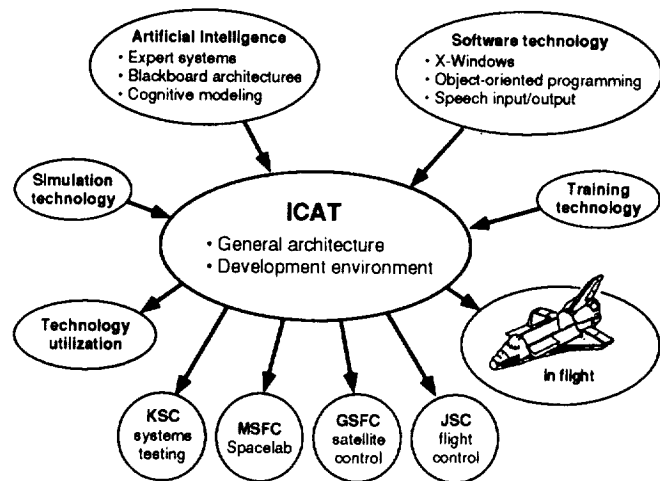 Artificial Intelligence
· Expert systems
· Blackboard architectures
· Cognitive modeling
Software technology
· X-Windows
· Object-oriented programming
· Speech input/output
Simulation
technology
ICAT
· General architecture
· Development environment
Training
technology
Technology
utilization
in flight
KSC
systems
testing
MSFC
Spacelab
GSFC
satellite
control
JSC
flight
control